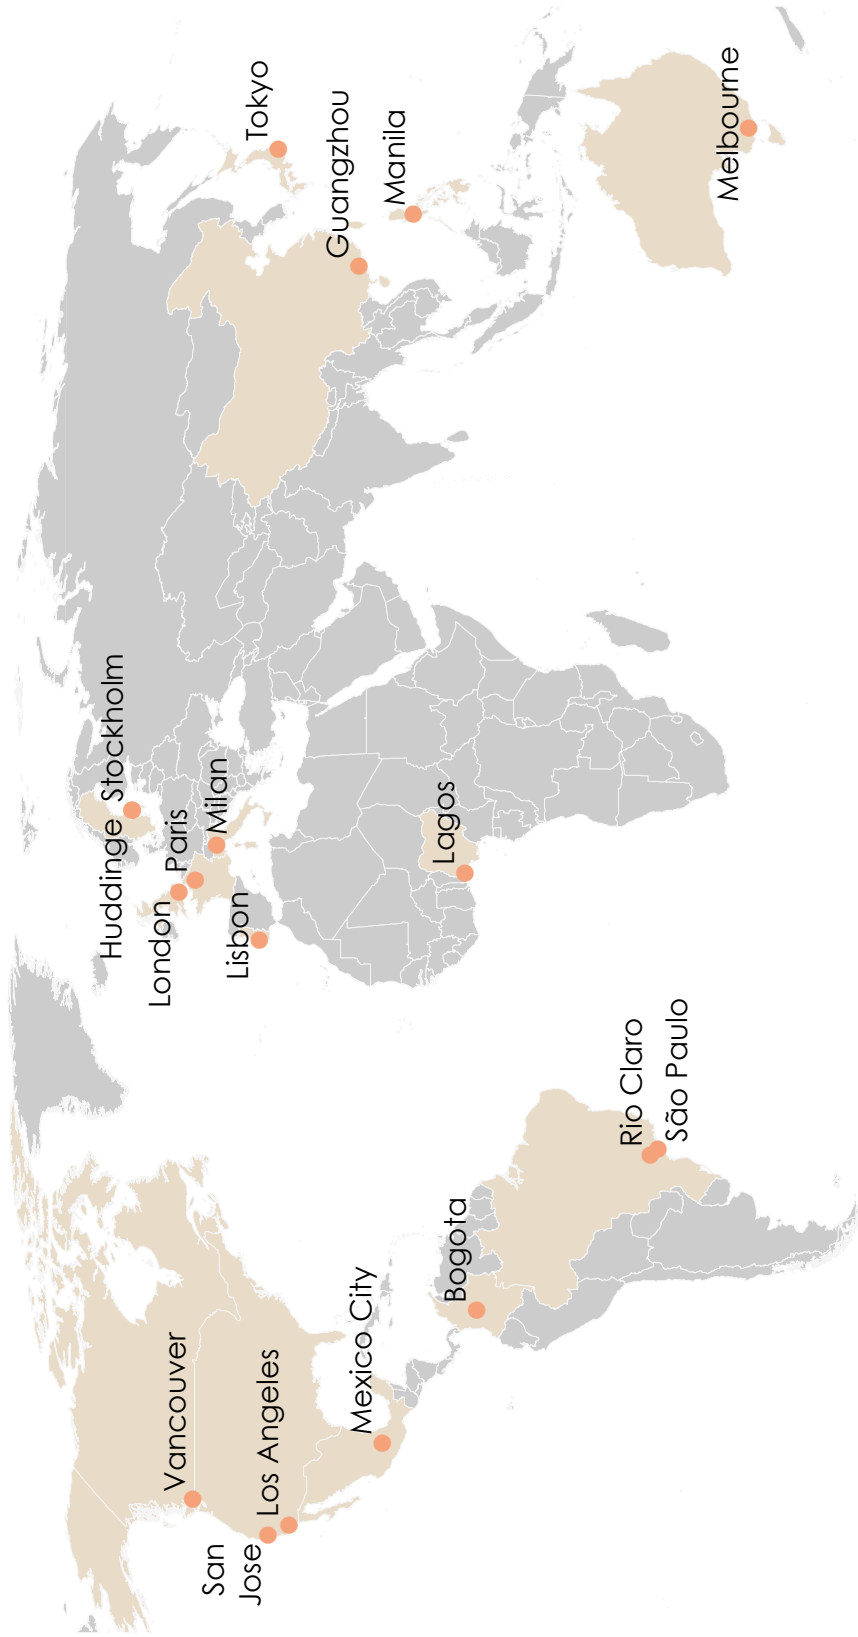 Vancouver
San
Jose
Los Angeles
Mexico City
Bogota
Rio Claro
São Paulo
Huddinge
Stockholm
London
Paris
Milan
Lisbon
Lagos
Tokyo
Guangzhou
Manila
Melbourne